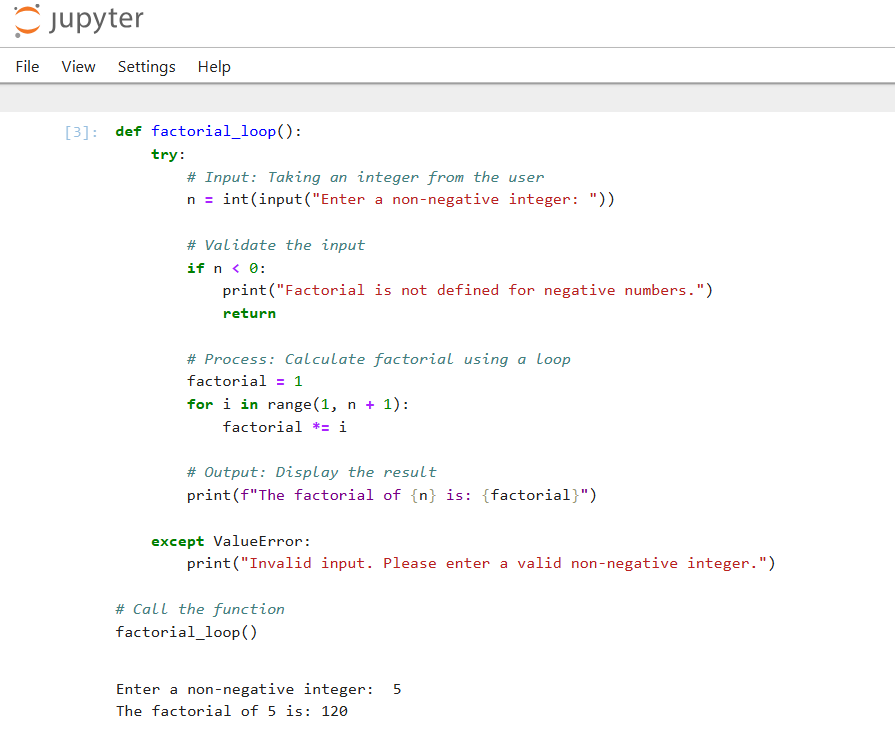 jupyter
File View Settings Help
[3]: def factorial_loop():
    try:
        # Input: Taking an integer from the user
        n = int(input("Enter a non-negative integer: "))

        # Validate the input
        if n < 0:
            print("Factorial is not defined for negative numbers.")
            return

        # Process: Calculate factorial using a loop
        factorial = 1
        for i in range(1, n + 1):
            factorial *= i

        # Output: Display the result
        print(f"The factorial of {n} is: {factorial}")

    except ValueError:
        print("Invalid input. Please enter a valid non-negative integer.")

# Call the function
factorial_loop()

Enter a non-negative integer:  5
The factorial of 5 is: 120